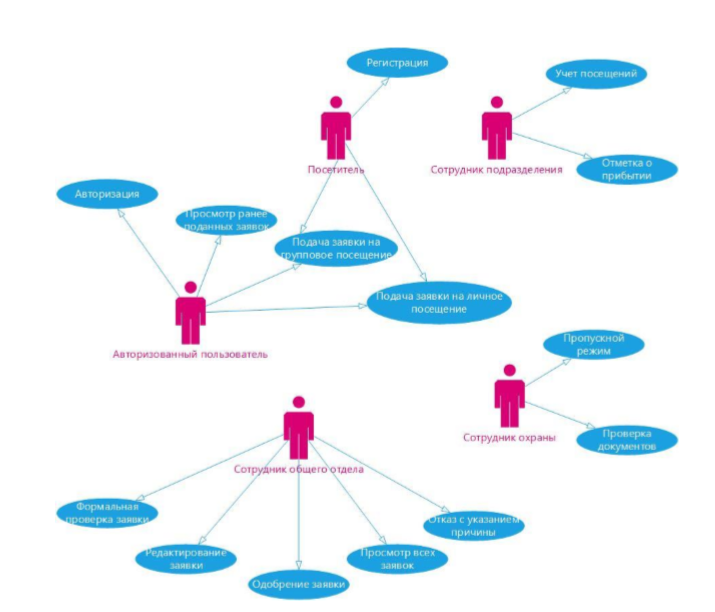 Регистрация
Учет посещений
Посетитель
Сотрудник подразделения
Отметка о
прибытии
Авторизация
Просмотр ранее
поданных заявок
Подача заявки на
групповое посещение
Подача заявки на личное
посещение
Авторизованный пользователь
Пропускной
режим
Сотрудник охраны
Проверка
документов
Сотрудник общего отдела
Формальная
проверка заявки
Отказ с указанием
причины
Редактирование
заявки
Просмотр всех
заявок
Одобрение заявки